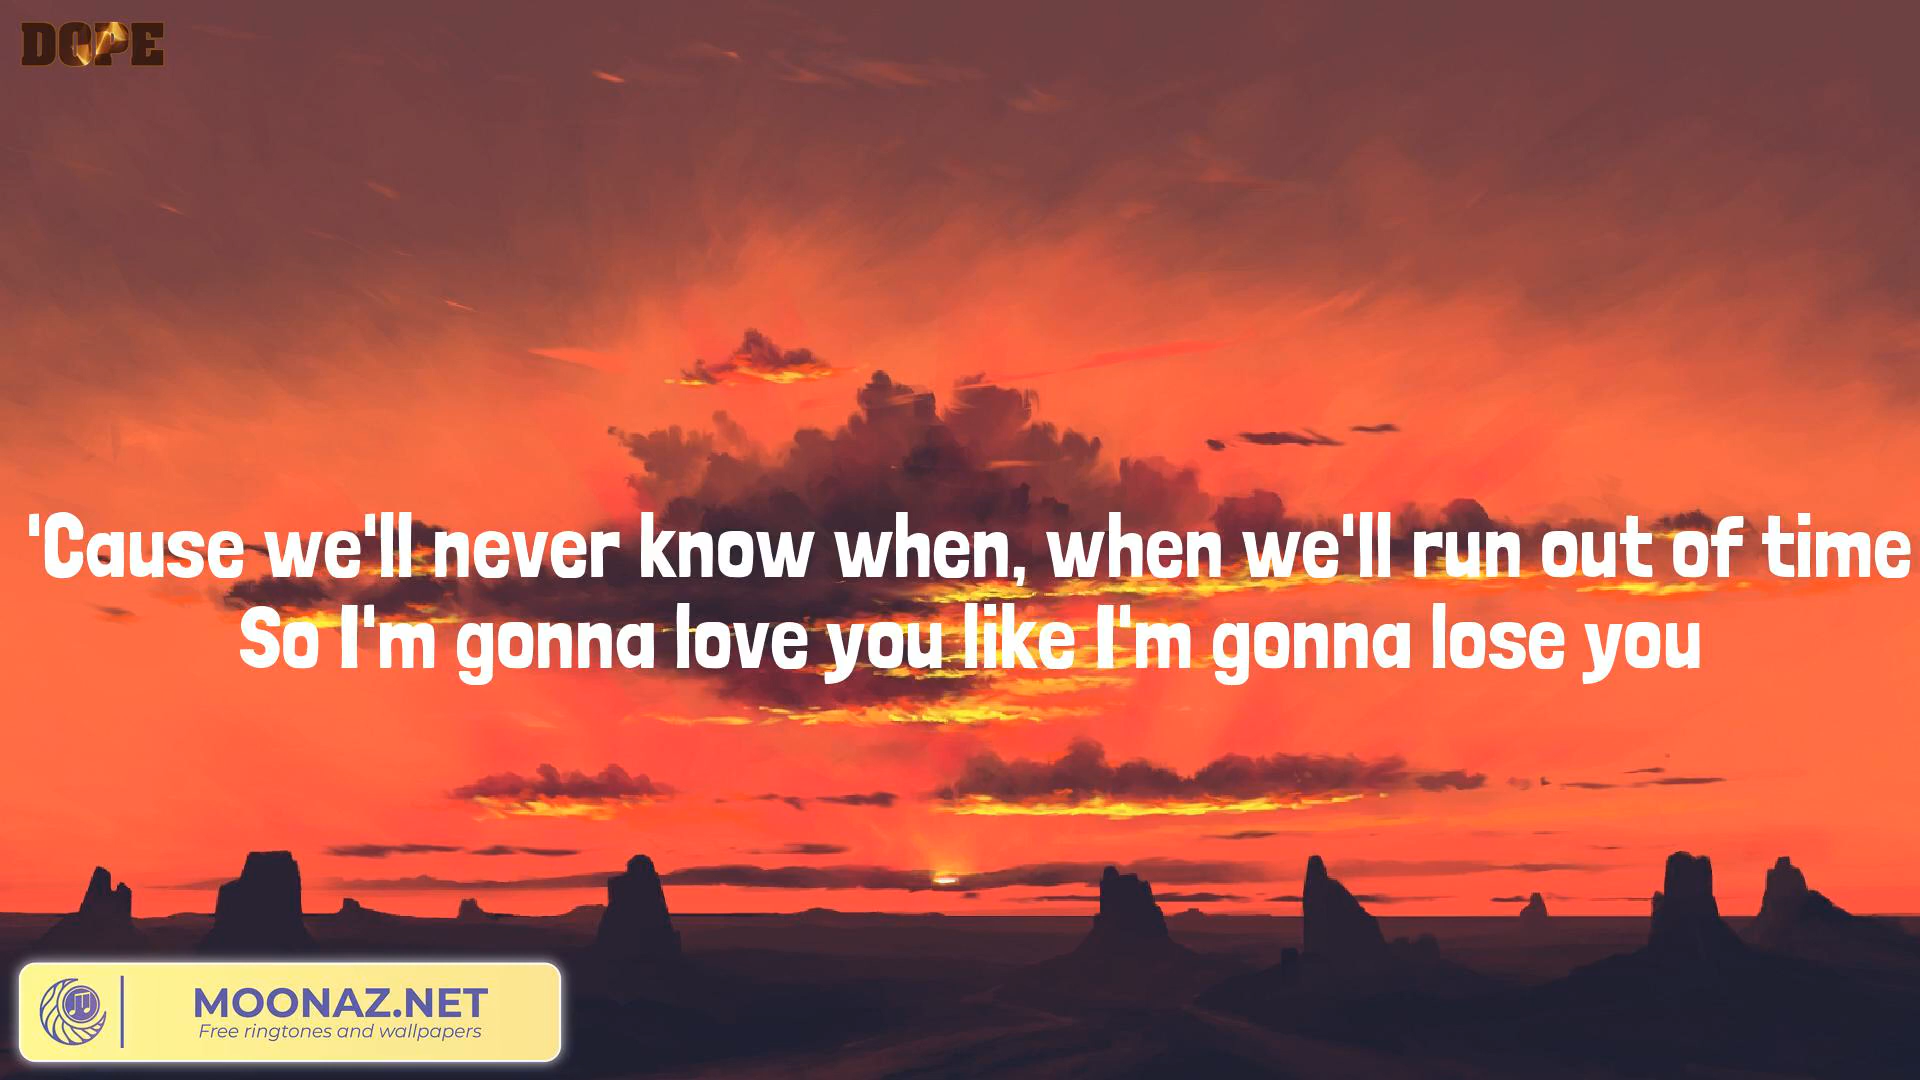 DOPE
'Cause we'll never know when, when we'll run out of time
So I'm gonna love you like I'm gonna lose you
MOONAZ.NET
Free ringtones and wallpapers